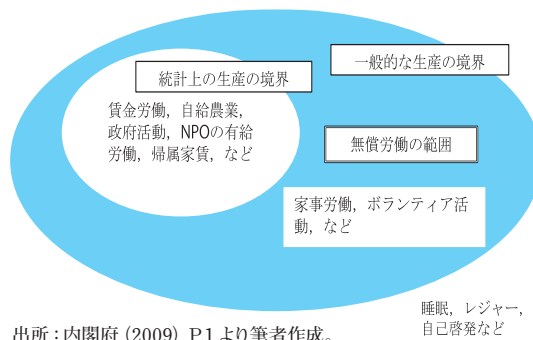 一般的な生産の境界
統計上の生産の境界
賃金労働，自給農業，
政府活動，NPOの有給
労働，帰属家賃，など
無償労働の範囲
家事労働，ボランティア活
動，など
睡眠，レジャー，
自己啓発など
出所：内閣府（2009）P1より筆者作成。